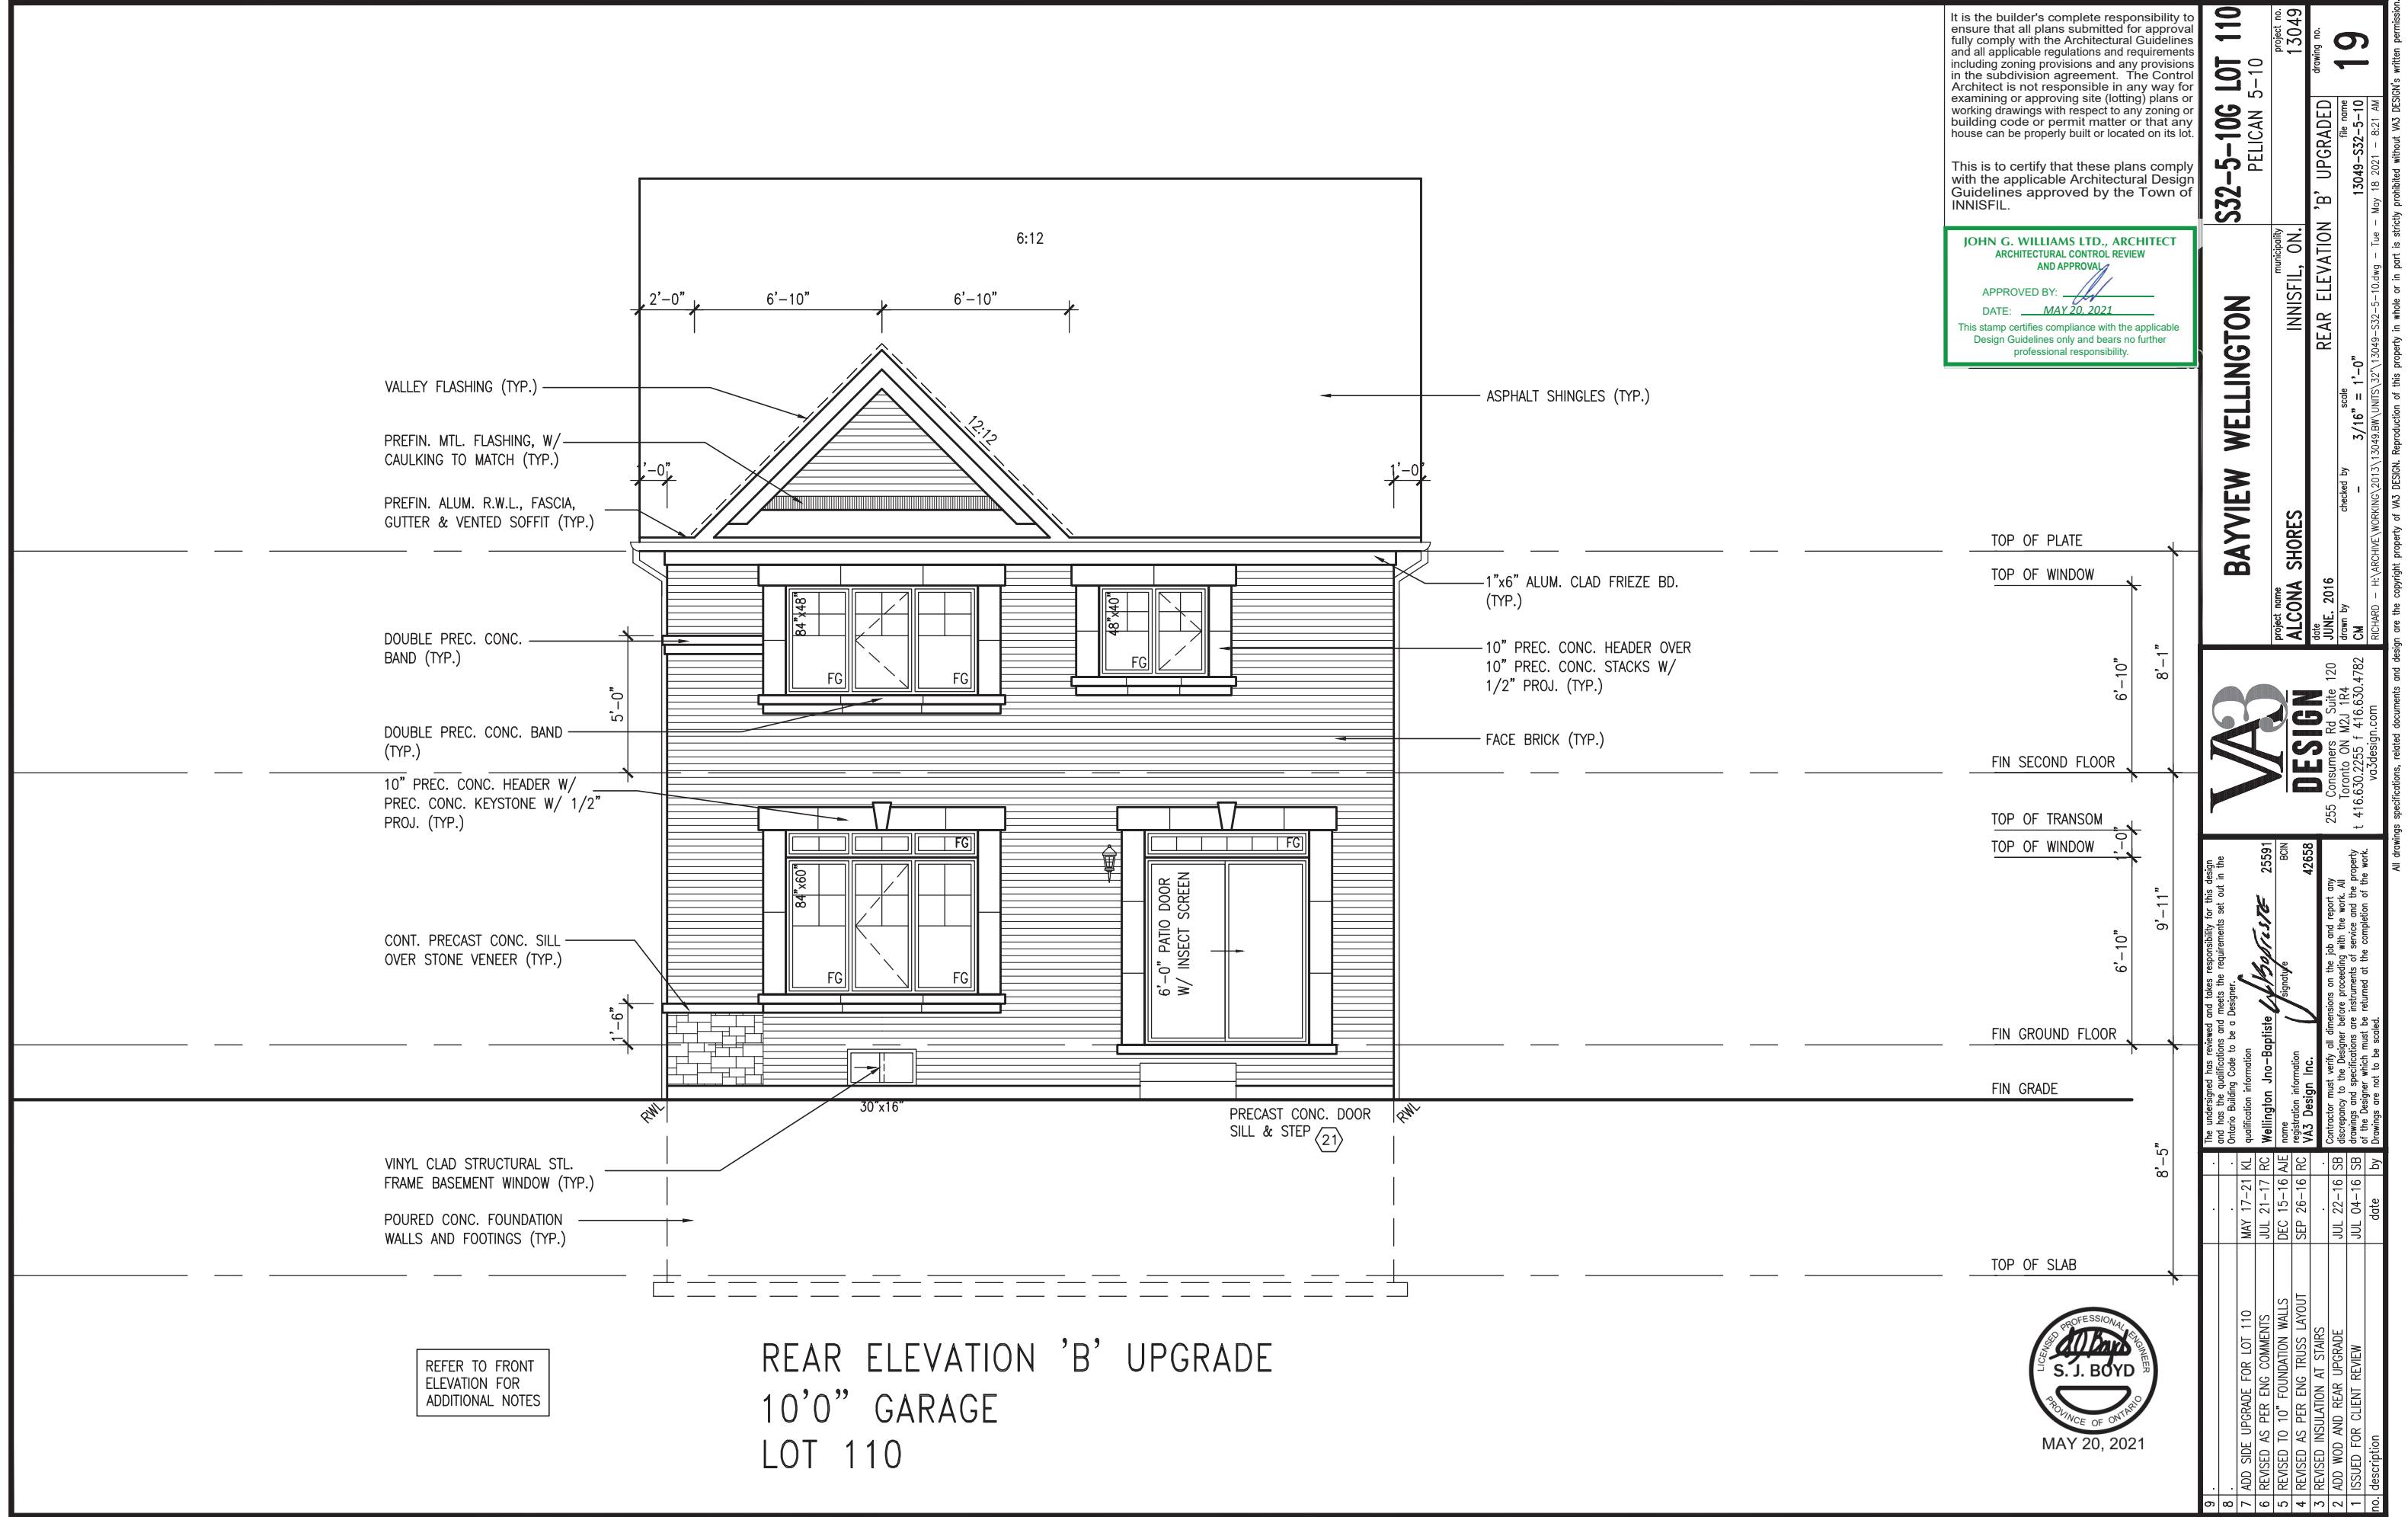 It is the builder's complete responsibility to
ensure that all plans submitted for approval
fully comply with the Architectural Guidelines
and all applicable regulations and requirements
including zoning provisions and any provisions
in the subdivision agreement. The Control
Architect is not responsible in any way for
examining or approving site (lotting) plans or
working drawings with respect to any zoning or
building code or permit matter or that any
house can be properly built or located on its lot.
This is to certify that these plans comply
with the applicable Architectural Design
Guidelines approved by the Town of
INNISFIL.
JOHN G. WILLIAMS LTD., ARCHITECT
ARCHITECTURAL CONTROL REVIEW
AND APPROVAL
APPROVED BY:
DATE: MAY 20, 2021
This stamp certifies compliance with the applicable
Design Guidelines only and bears no further
professional responsibility.
6:12
2'-0" 6'-10" 6'-10"
VALLEY FLASHING (TYP.)
ASPHALT SHINGLES (TYP.)
12:12
PREFIN. MTL. FLASHING, W/
CAULKING TO MATCH (TYP.)
1'-0" 1'-0"
PREFIN. ALUM. R.W.L., FASCIA,
GUTTER & VENTED SOFFIT (TYP.)
TOP OF PLATE
TOP OF WINDOW
1"x6" ALUM. CLAD FRIEZE BD.
(TYP.)
84"x48"
48"x40"
FG FG FG
DOUBLE PREC. CONC.
BAND (TYP.)
10" PREC. CONC. HEADER OVER
10" PREC. CONC. STACKS W/
1/2" PROJ. (TYP.)
5'-0"
6'-10"
8'-1"
DOUBLE PREC. CONC. BAND
(TYP.)
FACE BRICK (TYP.)
FIN SECOND FLOOR
10" PREC. CONC. HEADER W/
PREC. CONC. KEYSTONE W/ 1/2"
PROJ. (TYP.)
TOP OF TRANSOM
TOP OF WINDOW
1'-0"
FG FG
84"x60"
6'-0" PATIO DOOR
W/ INSECT SCREEN
FG FG
CONT. PRECAST CONC. SILL
OVER STONE VENEER (TYP.)
6'-10"
9'-11"
1'-6"
FIN GROUND FLOOR
FIN GRADE
RWL
30"x16"
RWL
PRECAST CONC. DOOR
SILL & STEP
21
VINYL CLAD STRUCTURAL STL.
FRAME BASEMENT WINDOW (TYP.)
8'-5"
POURED CONC. FOUNDATION
WALLS AND FOOTINGS (TYP.)
TOP OF SLAB
REFER TO FRONT
ELEVATION FOR
ADDITIONAL NOTES
REAR ELEVATION 'B' UPGRADE
10'0" GARAGE
LOT 110
LICENSED PROFESSIONAL ENGINEER
S. J. BOYD
PROVINCE OF ONTARIO
MAY 20, 2021
S32-5-10G LOT 110
PELICAN 5-10
BAYVIEW WELLINGTON
project no.
13049
municipality
INNISFIL, ON.
project name
ALCONA SHORES
drawing no.
19
REAR ELEVATION 'B' UPGRADED
date
JUNE. 2016
drawn by
CM
checked by
-
scale
3/16" = 1'-0"
file name
13049-S32-5-10
RICHARD - H:\ARCHIVE\WORKING\2013\13049.BW\UNITS\32'\13049-S32-5-10.dwg - Tue - May 18 2021 - 8:21 AM
All drawings specifications, related documents and design are the copyright property of VA3 DESIGN. Reproduction of this property in whole or in part is strictly prohibited without VA3 DESIGN's written permission.
VA3
DESIGN
255 Consumers Rd Suite 120
Toronto ON M2J 1R4
t 416.630.2255 f 416.630.4782
va3design.com
The undersigned has reviewed and takes responsibility for this design
and has the qualifications and meets the requirements set out in the
Ontario Building Code to be a Designer.
qualification information
Wellington Jno-Baptiste 25591
name signature BCIN
registration information
VA3 Design Inc. 42658
Contractor must verify all dimensions on the job and report any
discrepancy to the Designer before proceeding with the work. All
drawings and specifications are instruments of service and the property
of the Designer which must be returned at the completion of the work.
Drawings are not to be scaled.
9 . . .
8 . . .
7 ADD SIDE UPGRADE FOR LOT 110 MAY 17-21 KL
6 REVISED AS PER ENG COMMENTS JUL 21-17 RC
5 REVISED TO 10" FOUNDATION WALLS DEC 15-16 AJE
4 REVISED AS PER ENG TRUSS LAYOUT SEP 26-16 RC
3 REVISED INSULATION AT STAIRS . .
2 ADD WOD AND REAR UPGRADE JUL 22-16 SB
1 ISSUED FOR CLIENT REVIEW JUL 04-16 SB
no. description date by